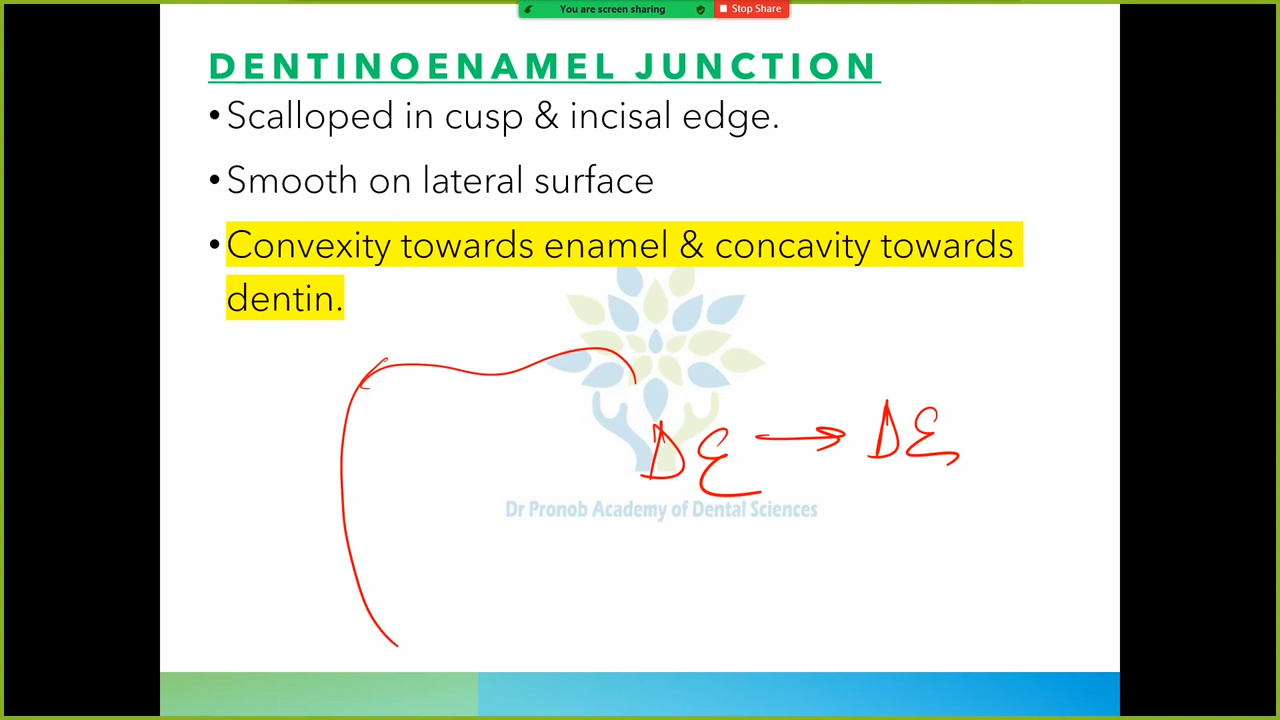 You are screen sharing Stop Share
DENTINOENAMEL JUNCTION
• Scalloped in cusp & incisal edge.
• Smooth on lateral surface
• Convexity towards enamel & concavity towards
dentin.
DE → DE
Dr Pronob Academy of Dental Sciences